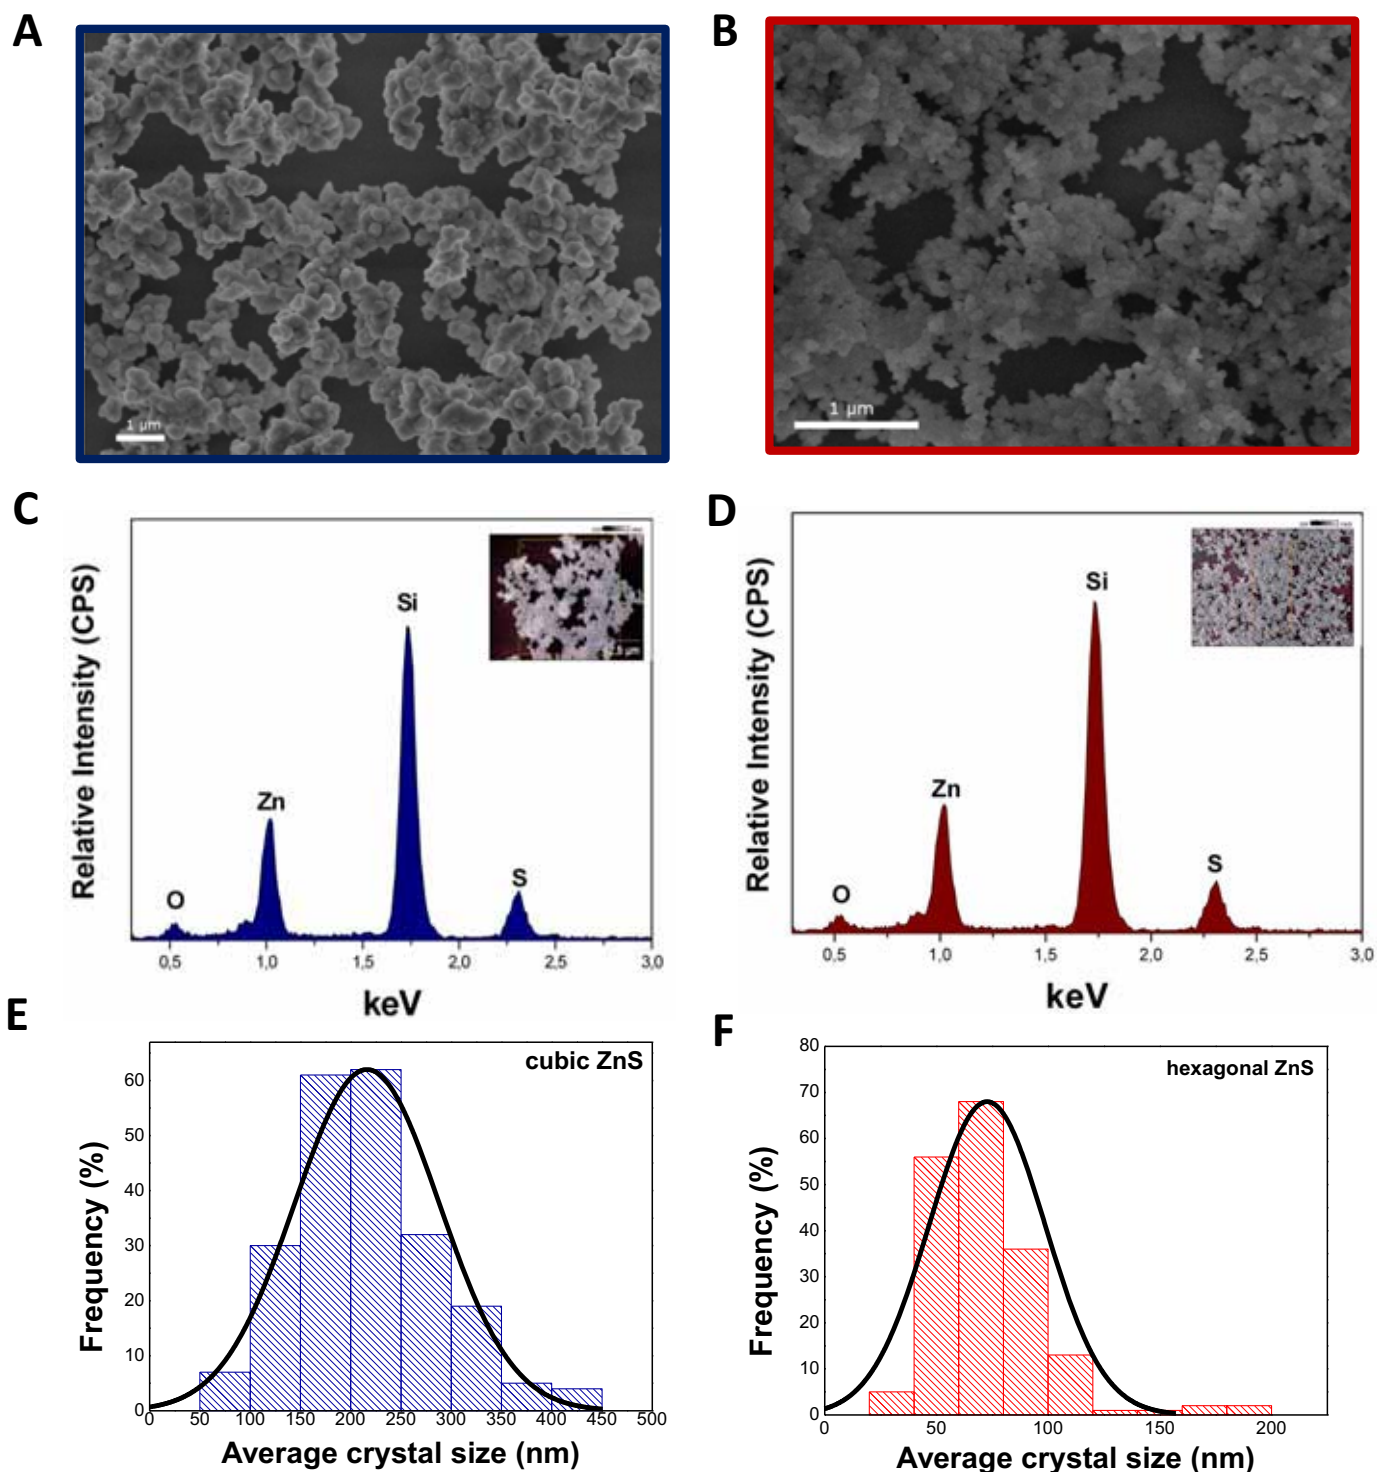 A
B
1 µm
1 µm
C
D
Relative Intensity (CPS)
Si
Zn
S
O
0,5 1,0 1,5 2,0 2,5 3,0
keV
Relative Intensity (CPS)
Si
Zn
S
O
0,5 1,0 1,5 2,0 2,5 3,0
keV
E
F
cubic ZnS
Frequency (%)
60
50
40
30
20
10
0
0 50 100 150 200 250 300 350 400 450 500
Average crystal size (nm)
hexagonal ZnS
Frequency (%)
80
70
60
50
40
30
20
10
0
0 50 100 150 200
Average crystal size (nm)